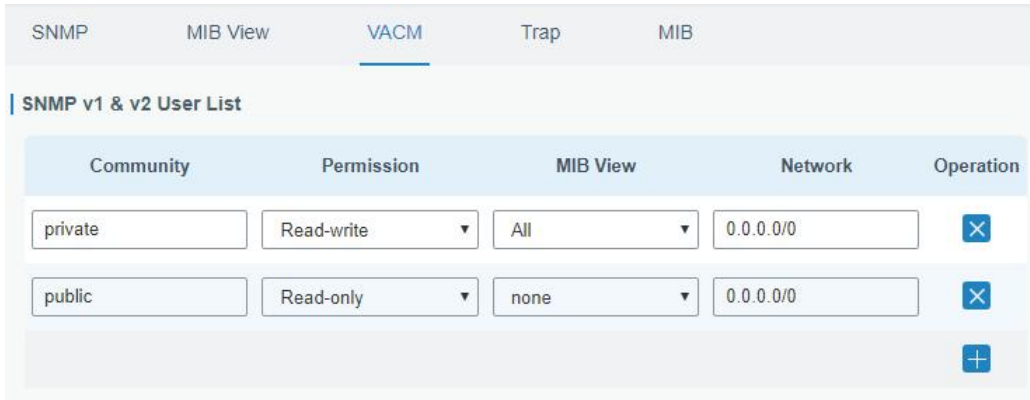 SNMP MIB View VACM Trap MIB
SNMP v1 & v2 User List
Community Permission MIB View Network Operation
private Read-write All 0.0.0.0/0
public Read-only none 0.0.0.0/0